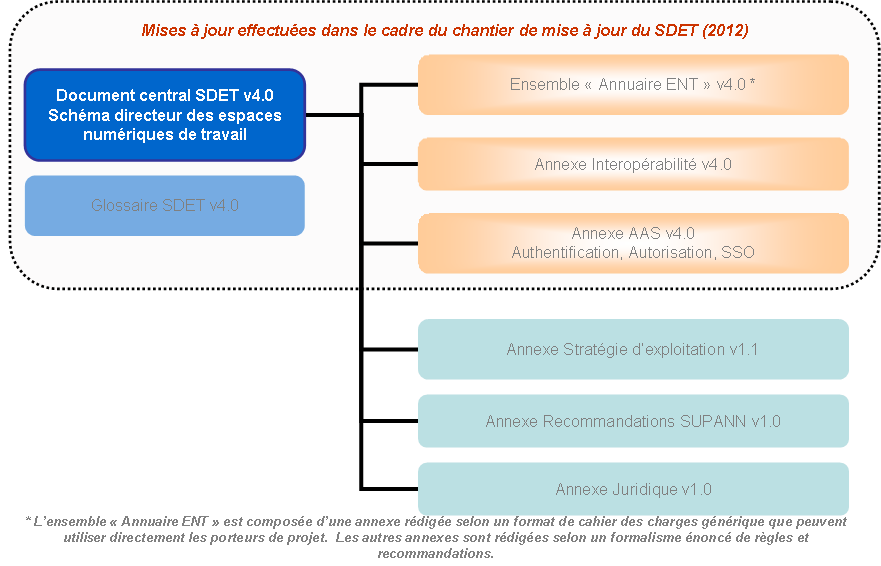 Mises à jour effectuées dans le cadre du chantier de mise à jour du SDET (2012)
Document central SDET v4.0
Schéma directeur des espaces
numériques de travail
Glossaire SDET v4.0
Ensemble « Annuaire ENT » v4.0 *
Annexe Interopérabilité v4.0
Annexe AAS v4.0
Authentification, Autorisation, SSO
Annexe Stratégie d'exploitation v1.1
Annexe Recommandations SUPANN v1.0
Annexe Juridique v1.0
* L'ensemble « Annuaire ENT » est composée d'une annexe rédigée selon un format de cahier des charges générique que peuvent
utiliser directement les porteurs de projet. Les autres annexes sont rédigées selon un formalisme énoncé de règles et
recommandations.